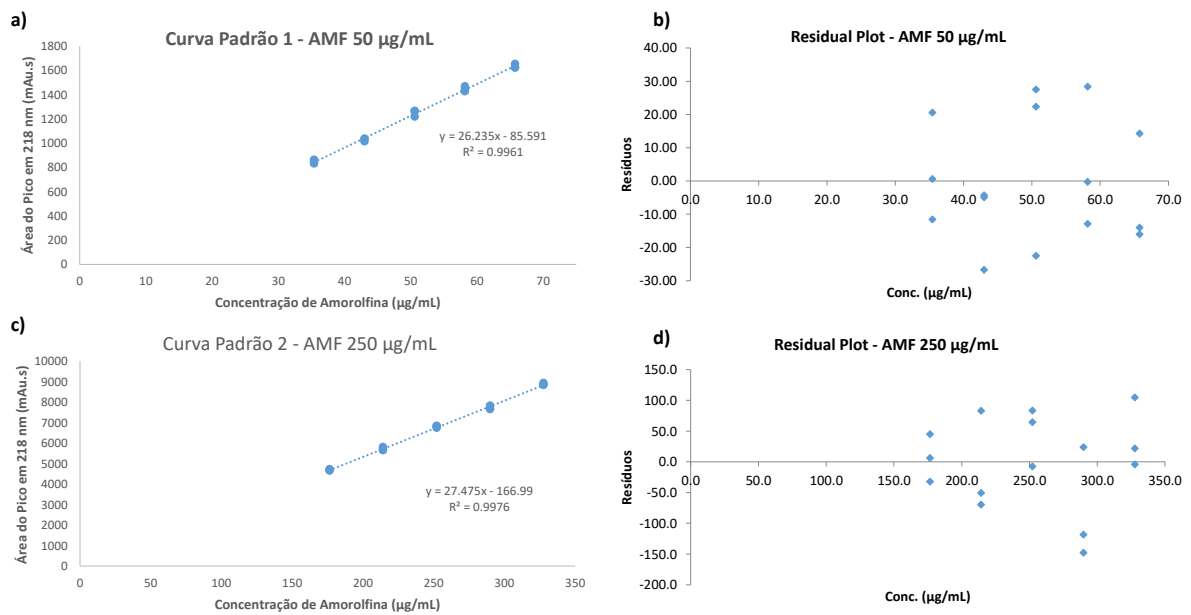 a)
Curva Padrão 1 - AMF 50 µg/mL
Área do Pico em 218 nm (mAu.s)
1800
1600
1400
1200
1000
800
600
400
200
0
y = 26.235x - 85.591
R² = 0.9961
0 10 20 30 40 50 60 70
Concentração de Amorolfina (µg/mL)
b)
Residual Plot - AMF 50 µg/mL
Resíduos
40.00
30.00
20.00
10.00
0.00
-10.00
-20.00
-30.00
0.0 10.0 20.0 30.0 40.0 50.0 60.0 70.0
Conc. (µg/mL)
c)
Curva Padrão 2 - AMF 250 µg/mL
Área do Pico em 218 nm (mAu.s)
10000
9000
8000
7000
6000
5000
4000
3000
2000
1000
0
y = 27.475x - 166.99
R² = 0.9976
0 50 100 150 200 250 300 350
Concentração de Amorolfina (µg/mL)
d)
Residual Plot - AMF 250 µg/mL
Resíduos
150.0
100.0
50.0
0.0
-50.0
-100.0
-150.0
-200.0
0.0 50.0 100.0 150.0 200.0 250.0 300.0 350.0
Conc. (µg/mL)